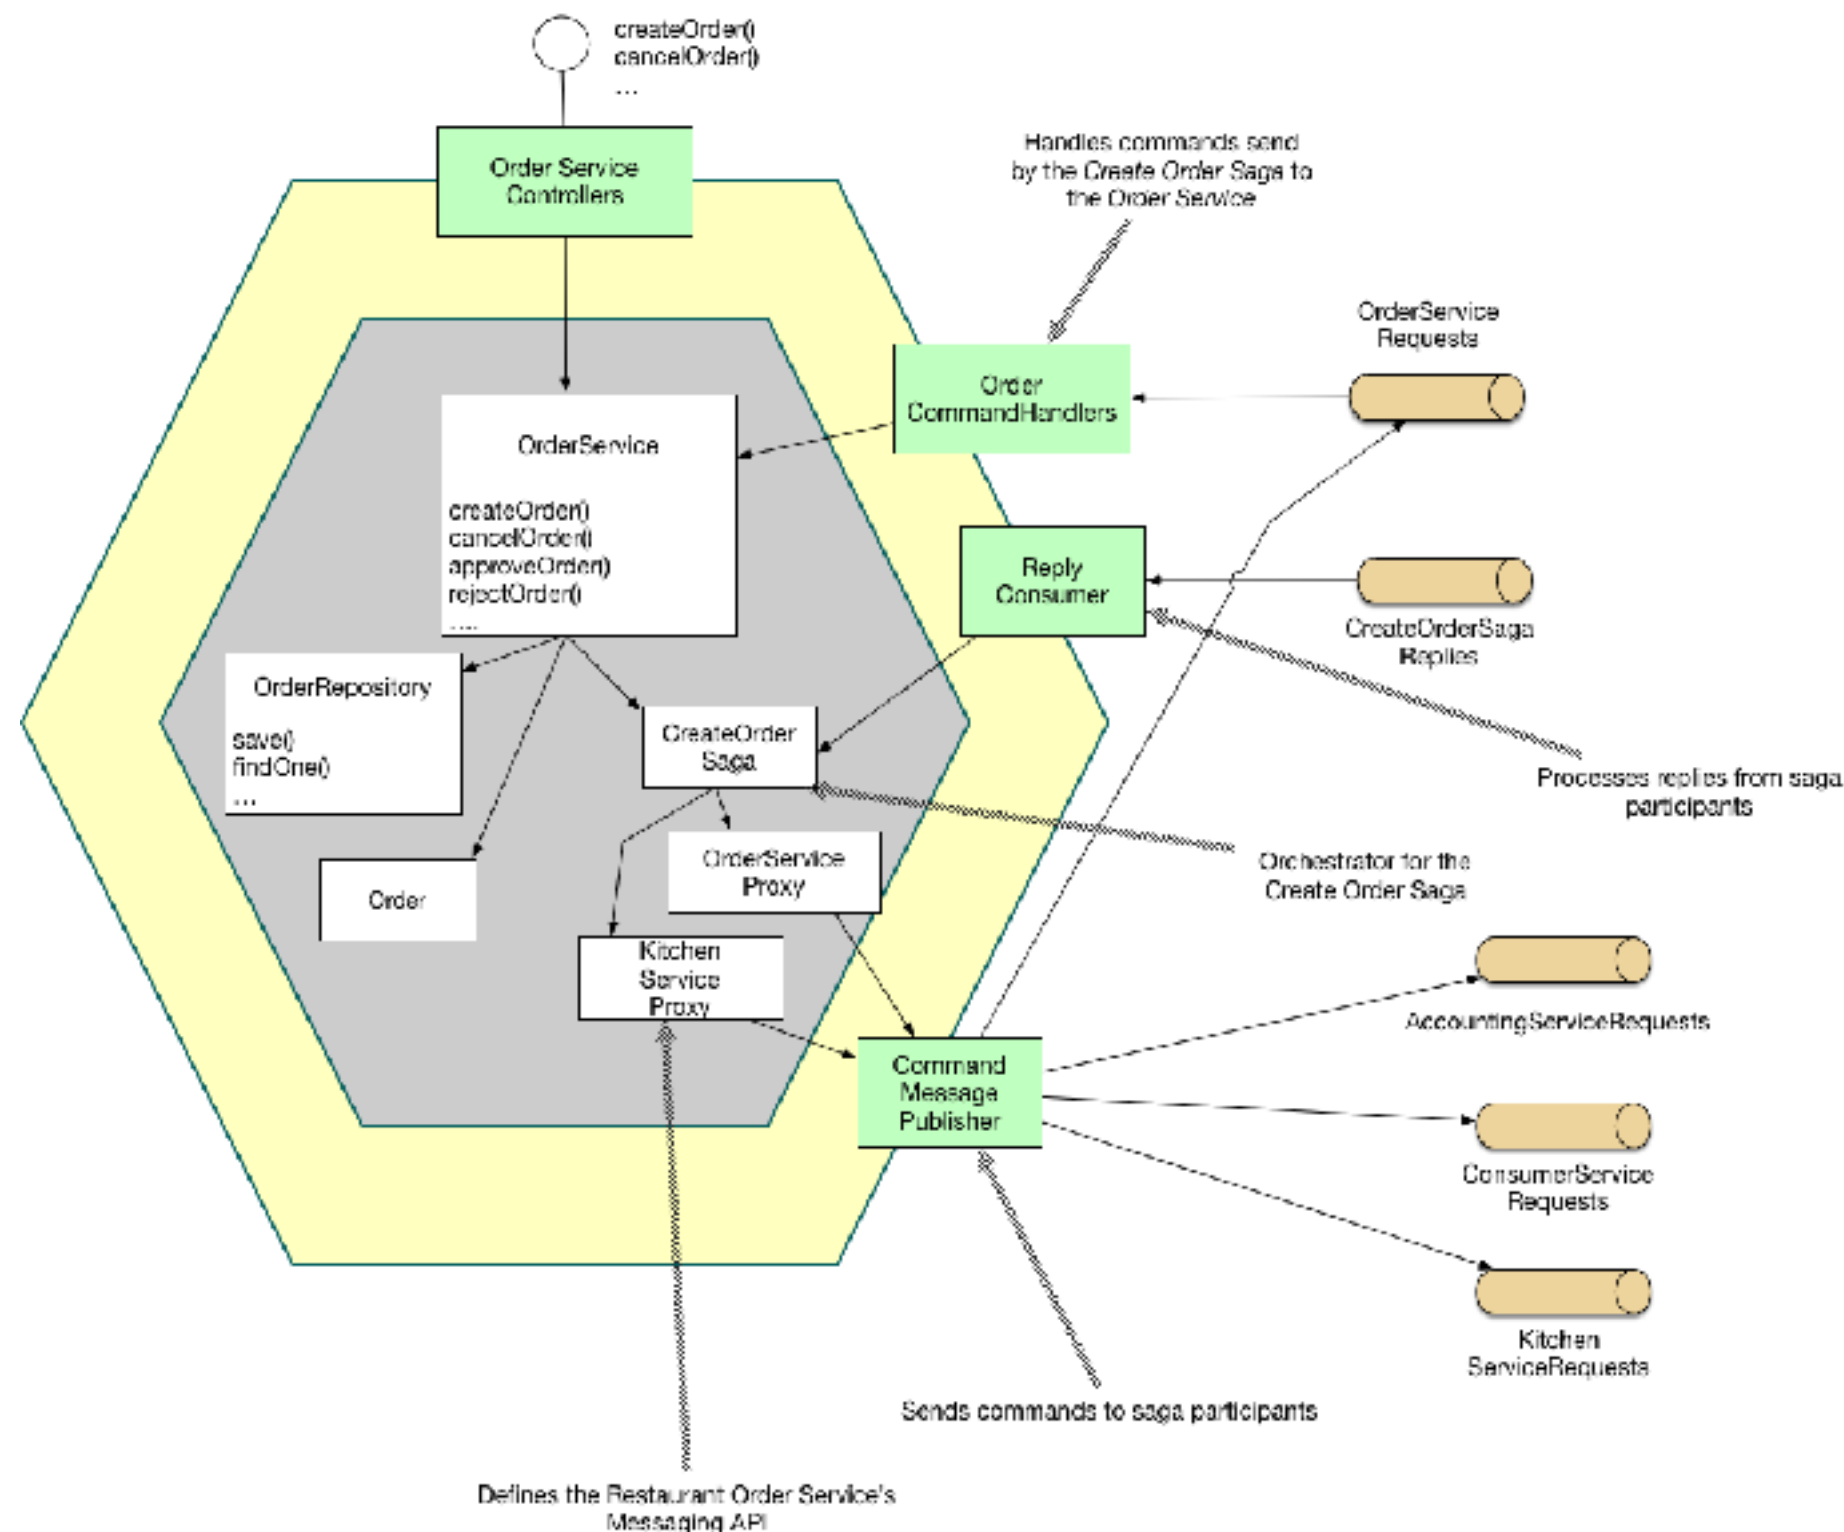 createOrder()
cancelOrder()
...
Order Service
Controllers
Handles commands send
by the Create Order Saga to
the Order Service
OrderService
Requests
Order
CommandHandlers
OrderService
createOrder()
cancelOrder()
approveOrder()
rejectOrder()
....
Reply
Consumer
CreateOrderSaga
Replies
OrderRepository
save()
findOne()
...
CreateOrder
Saga
Processes replies from saga
participants
OrderService
Proxy
Orchestrator for the
Create Order Saga
Order
Kitchen
Service
Proxy
AccountingServiceRequests
Command
Message
Publisher
ConsumerService
Requests
Kitchen
ServiceRequests
Sends commands to saga participants
Defines the Restaurant Order Service's
Messaging API